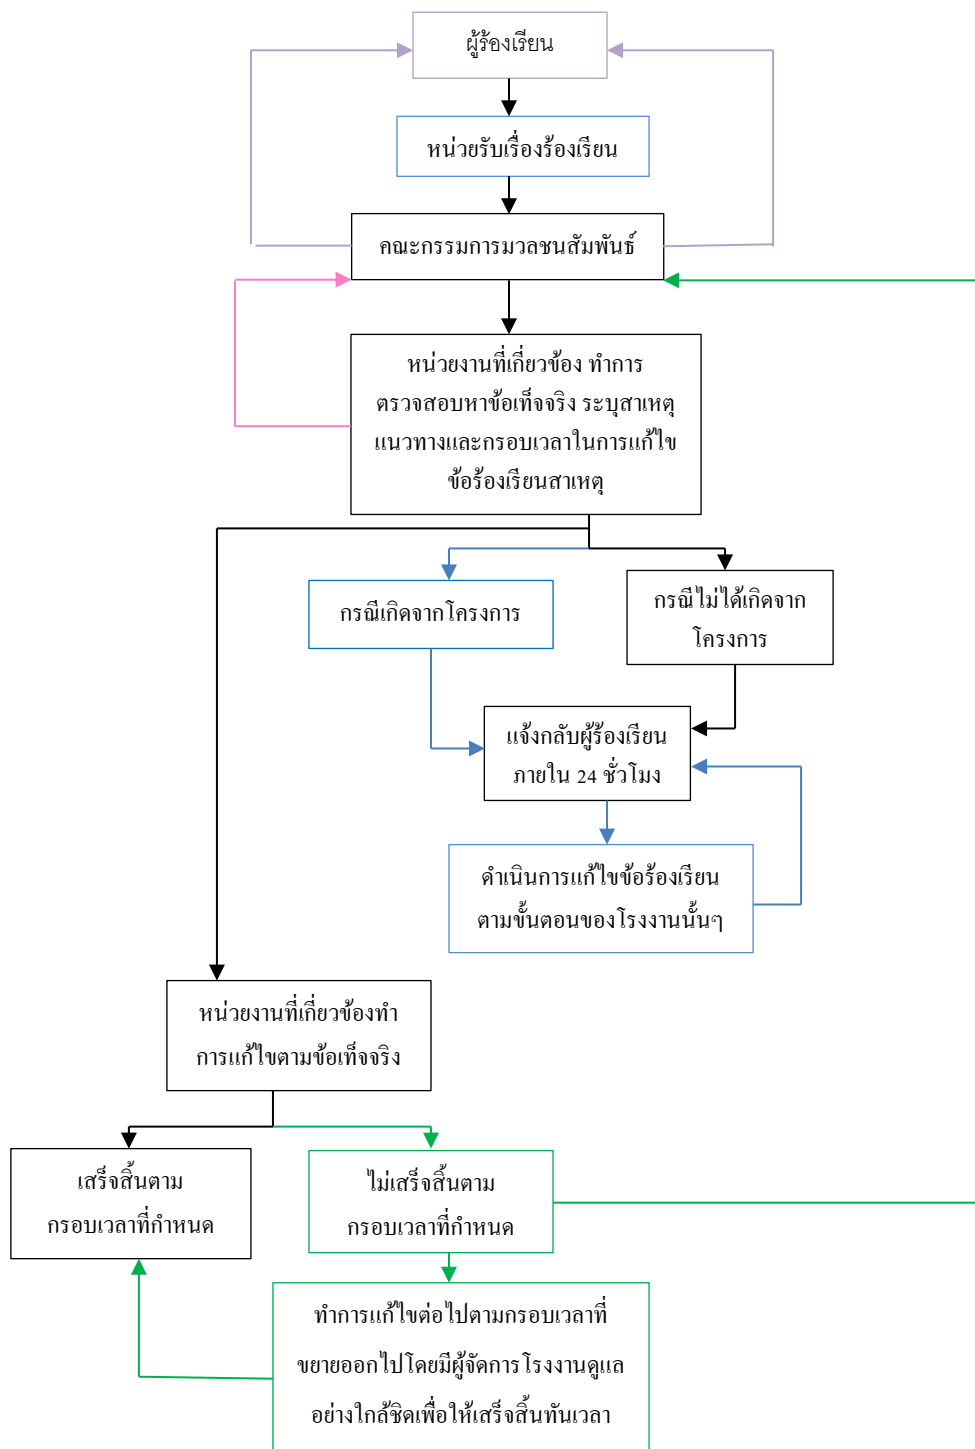 ผู้ร้องเรียน
หน่วยรับเรื่องร้องเรียน
คณะกรรมการมวลชนสัมพันธ์
หน่วยงานที่เกี่ยวข้อง ทำการ
ตรวจสอบหาข้อเท็จจริง ระบุสาเหตุ
แนวทางและกรอบเวลาในการแก้ไข
ข้อร้องเรียนสาเหตุ
กรณีเกิดจากโครงการ
กรณีไม่ได้เกิดจาก
โครงการ
แจ้งกลับผู้ร้องเรียน
ภายใน 24 ชั่วโมง
ดำเนินการแก้ไขข้อร้องเรียน
ตามขั้นตอนของโรงงานนั้นๆ
หน่วยงานที่เกี่ยวข้องทำ
การแก้ไขตามข้อเท็จจริง
เสร็จสิ้นตาม
กรอบเวลาที่กำหนด
ไม่เสร็จสิ้นตาม
กรอบเวลาที่กำหนด
ทำการแก้ไขต่อไปตามกรอบเวลาที่
ขยายออกไปโดยมีผู้จัดการโรงงานดูแล
อย่างใกล้ชิดเพื่อให้เสร็จสิ้นทันเวลา